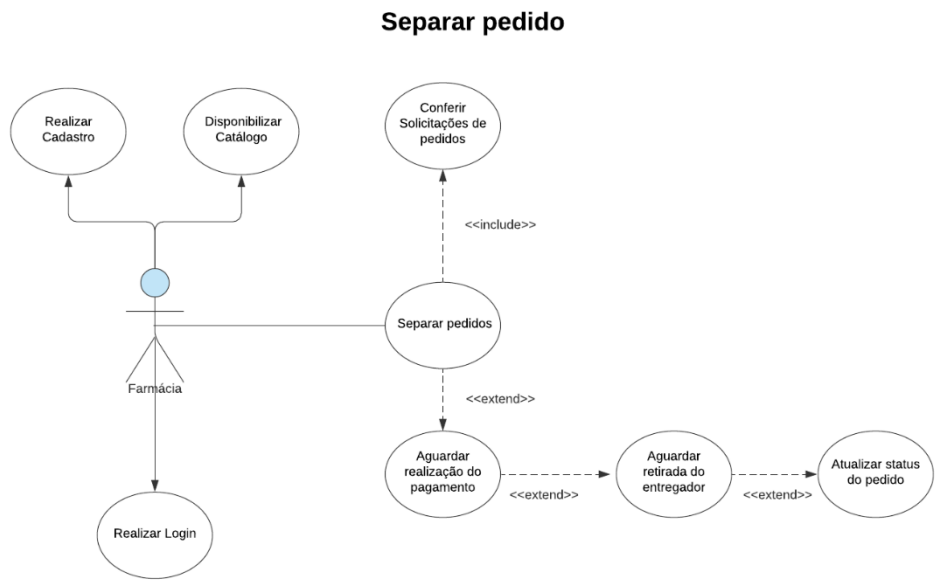 Separar pedido
Realizar
Cadastro
Disponibilizar
Catálogo
Conferir
Solicitações de
pedidos
<<include>>
Separar pedidos
Farmácia
<<extend>>
Aguardar
realização do
pagamento
<<extend>>
Aguardar
retirada do
entregador
<<extend>>
Atualizar status
do pedido
Realizar Login